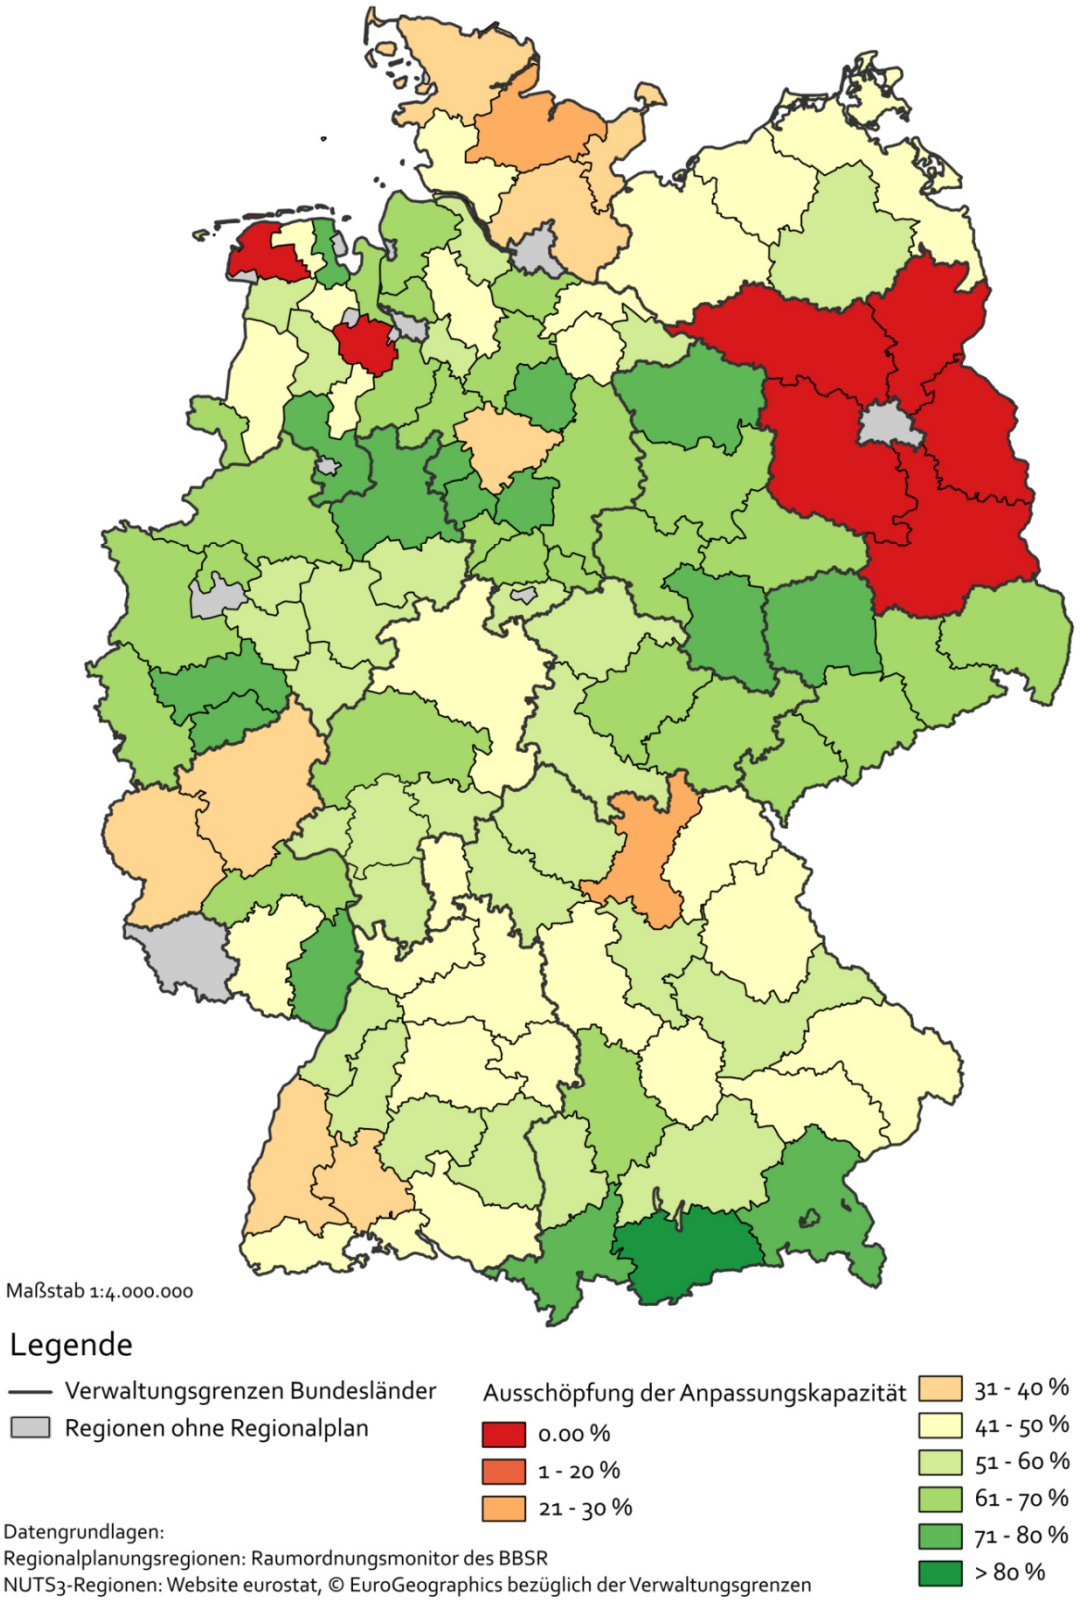 Maßstab 1:4.000.000
Legende
Verwaltungsgrenzen Bundesländer
Regionen ohne Regionalplan
Ausschöpfung der Anpassungskapazität
0.00 %
1 - 20 %
21 - 30 %
31 - 40 %
41 - 50 %
51 - 60 %
61 - 70 %
71 - 80 %
> 80 %
Datengrundlagen:
Regionalplanungsregionen: Raumordnungsmonitor des BBSR
NUTS3-Regionen: Website eurostat, © EuroGeographics bezüglich der Verwaltungsgrenzen